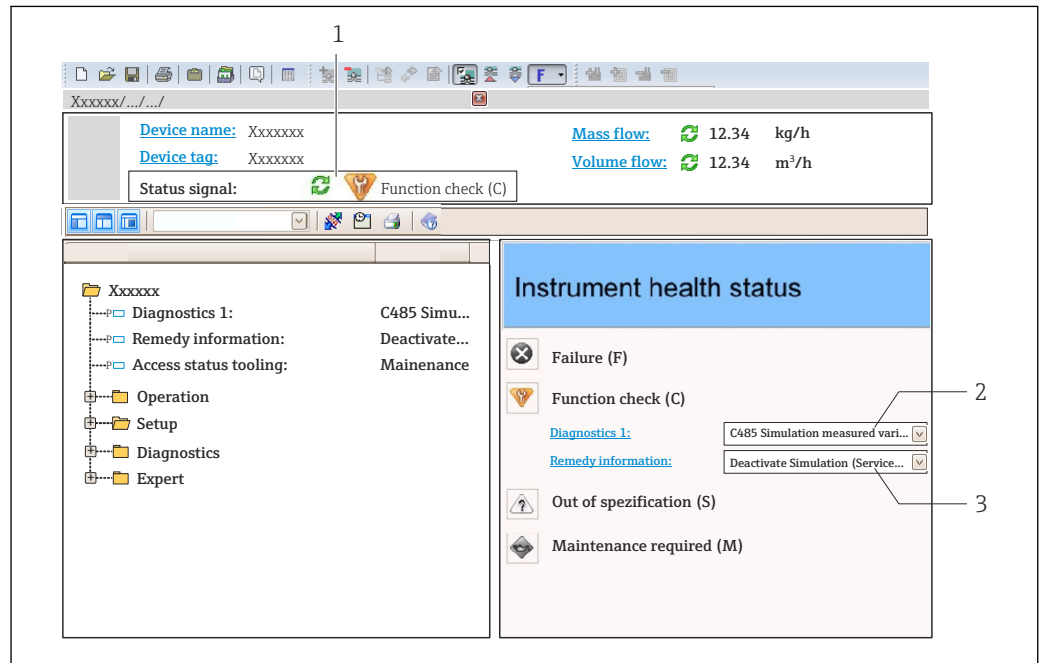 1
F
Xxxxxx/.../.../
Device name: Xxxxxxx
Mass flow: 12.34 kg/h
Device tag: Xxxxxxx
Volume flow: 12.34 m³/h
Status signal: Function check (C)
Instrument health status
Xxxxxx
Diagnostics 1: C485 Simu...
Remedy information: Deactivate...
Access status tooling: Mainenance
Operation
Setup
Diagnostics
Expert
Failure (F)
Function check (C)
2
Diagnostics 1: C485 Simulation measured vari...
Remedy information: Deactivate Simulation (Service...
Out of spezification (S)
3
Maintenance required (M)